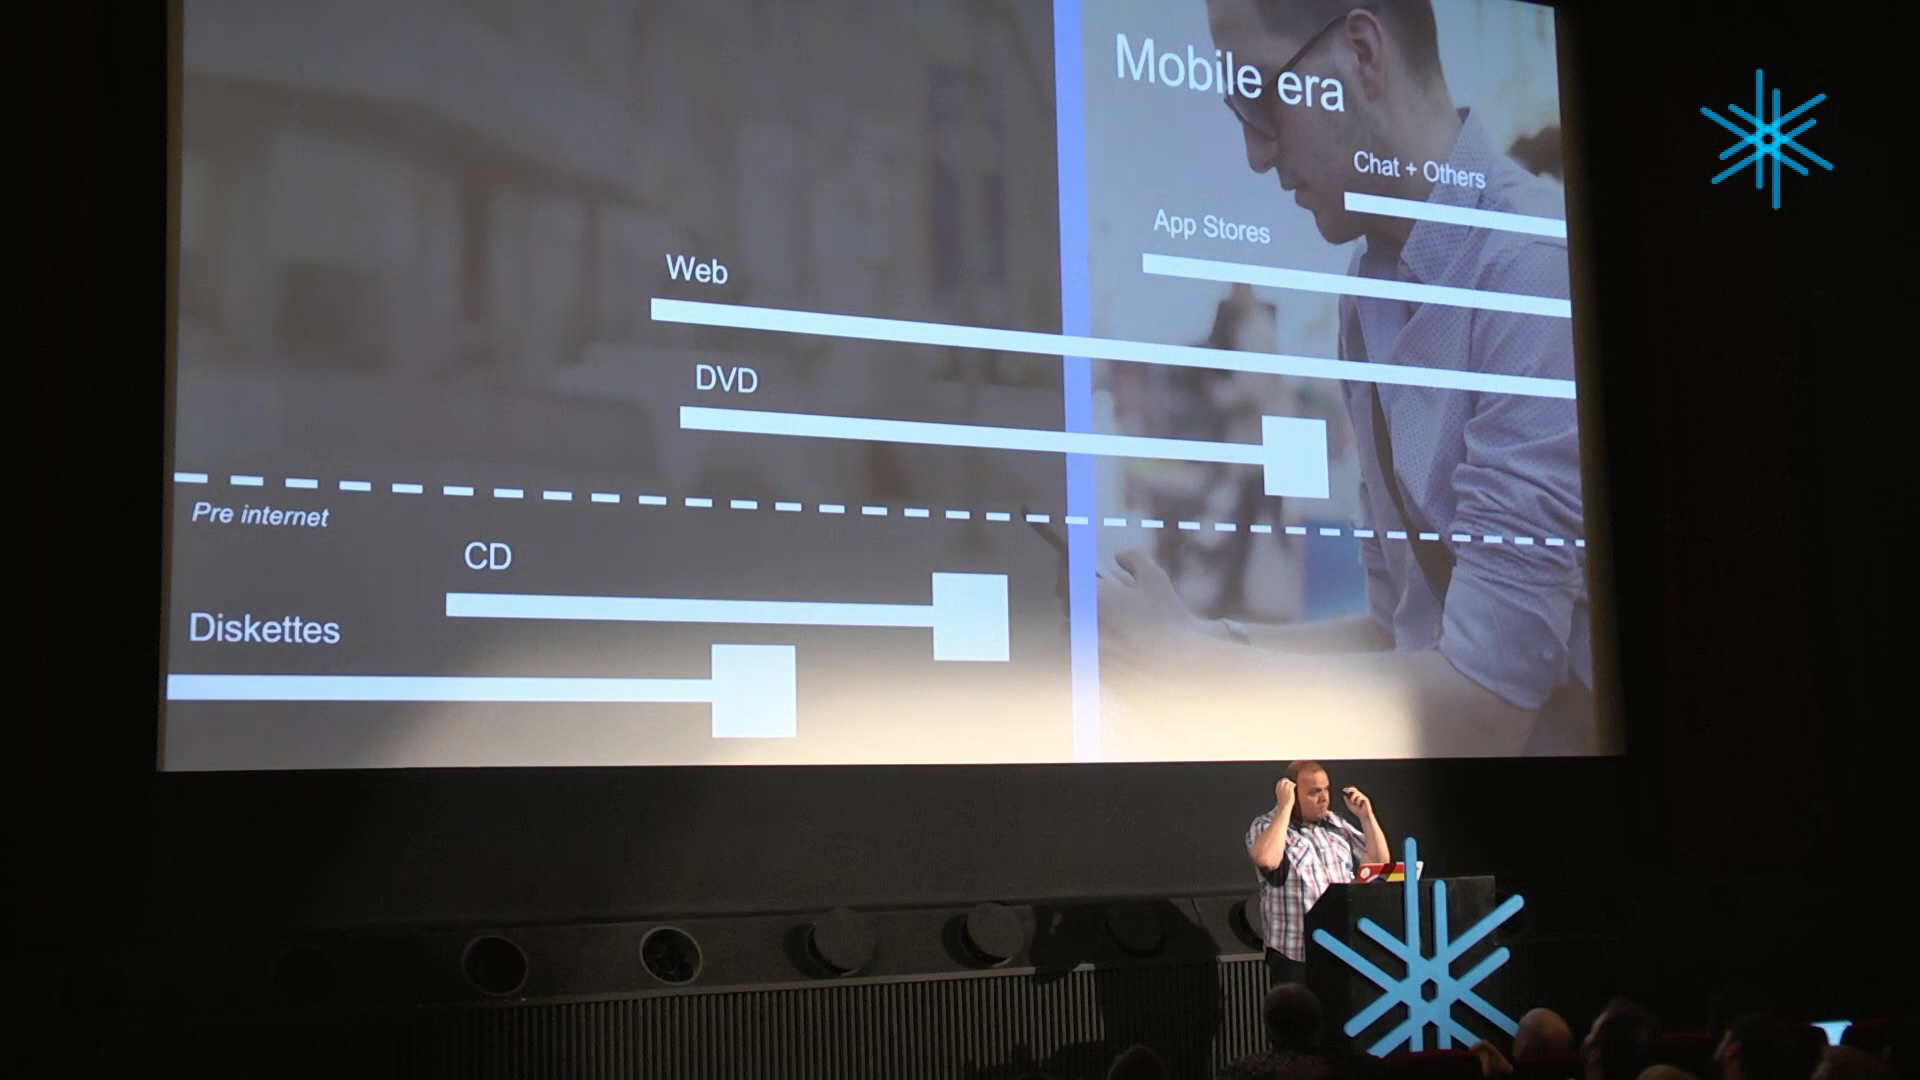 Mobile era
Chat + Others
App Stores
Web
DVD
Pre internet
CD
Diskettes